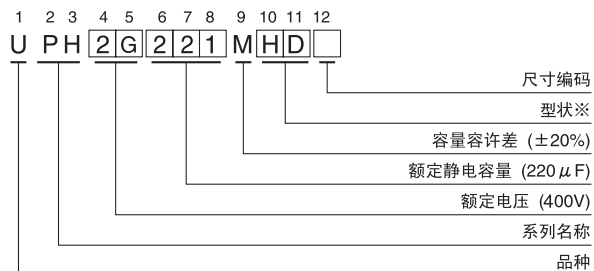 1 2 3 4 5 6 7 8 9 10 11 12
U P H 2 G 2 2 1 M H D
尺寸编码
型状※
容量容许差 (±20%)
额定静电容量 (220μF)
额定电压 (400V)
系列名称
品种